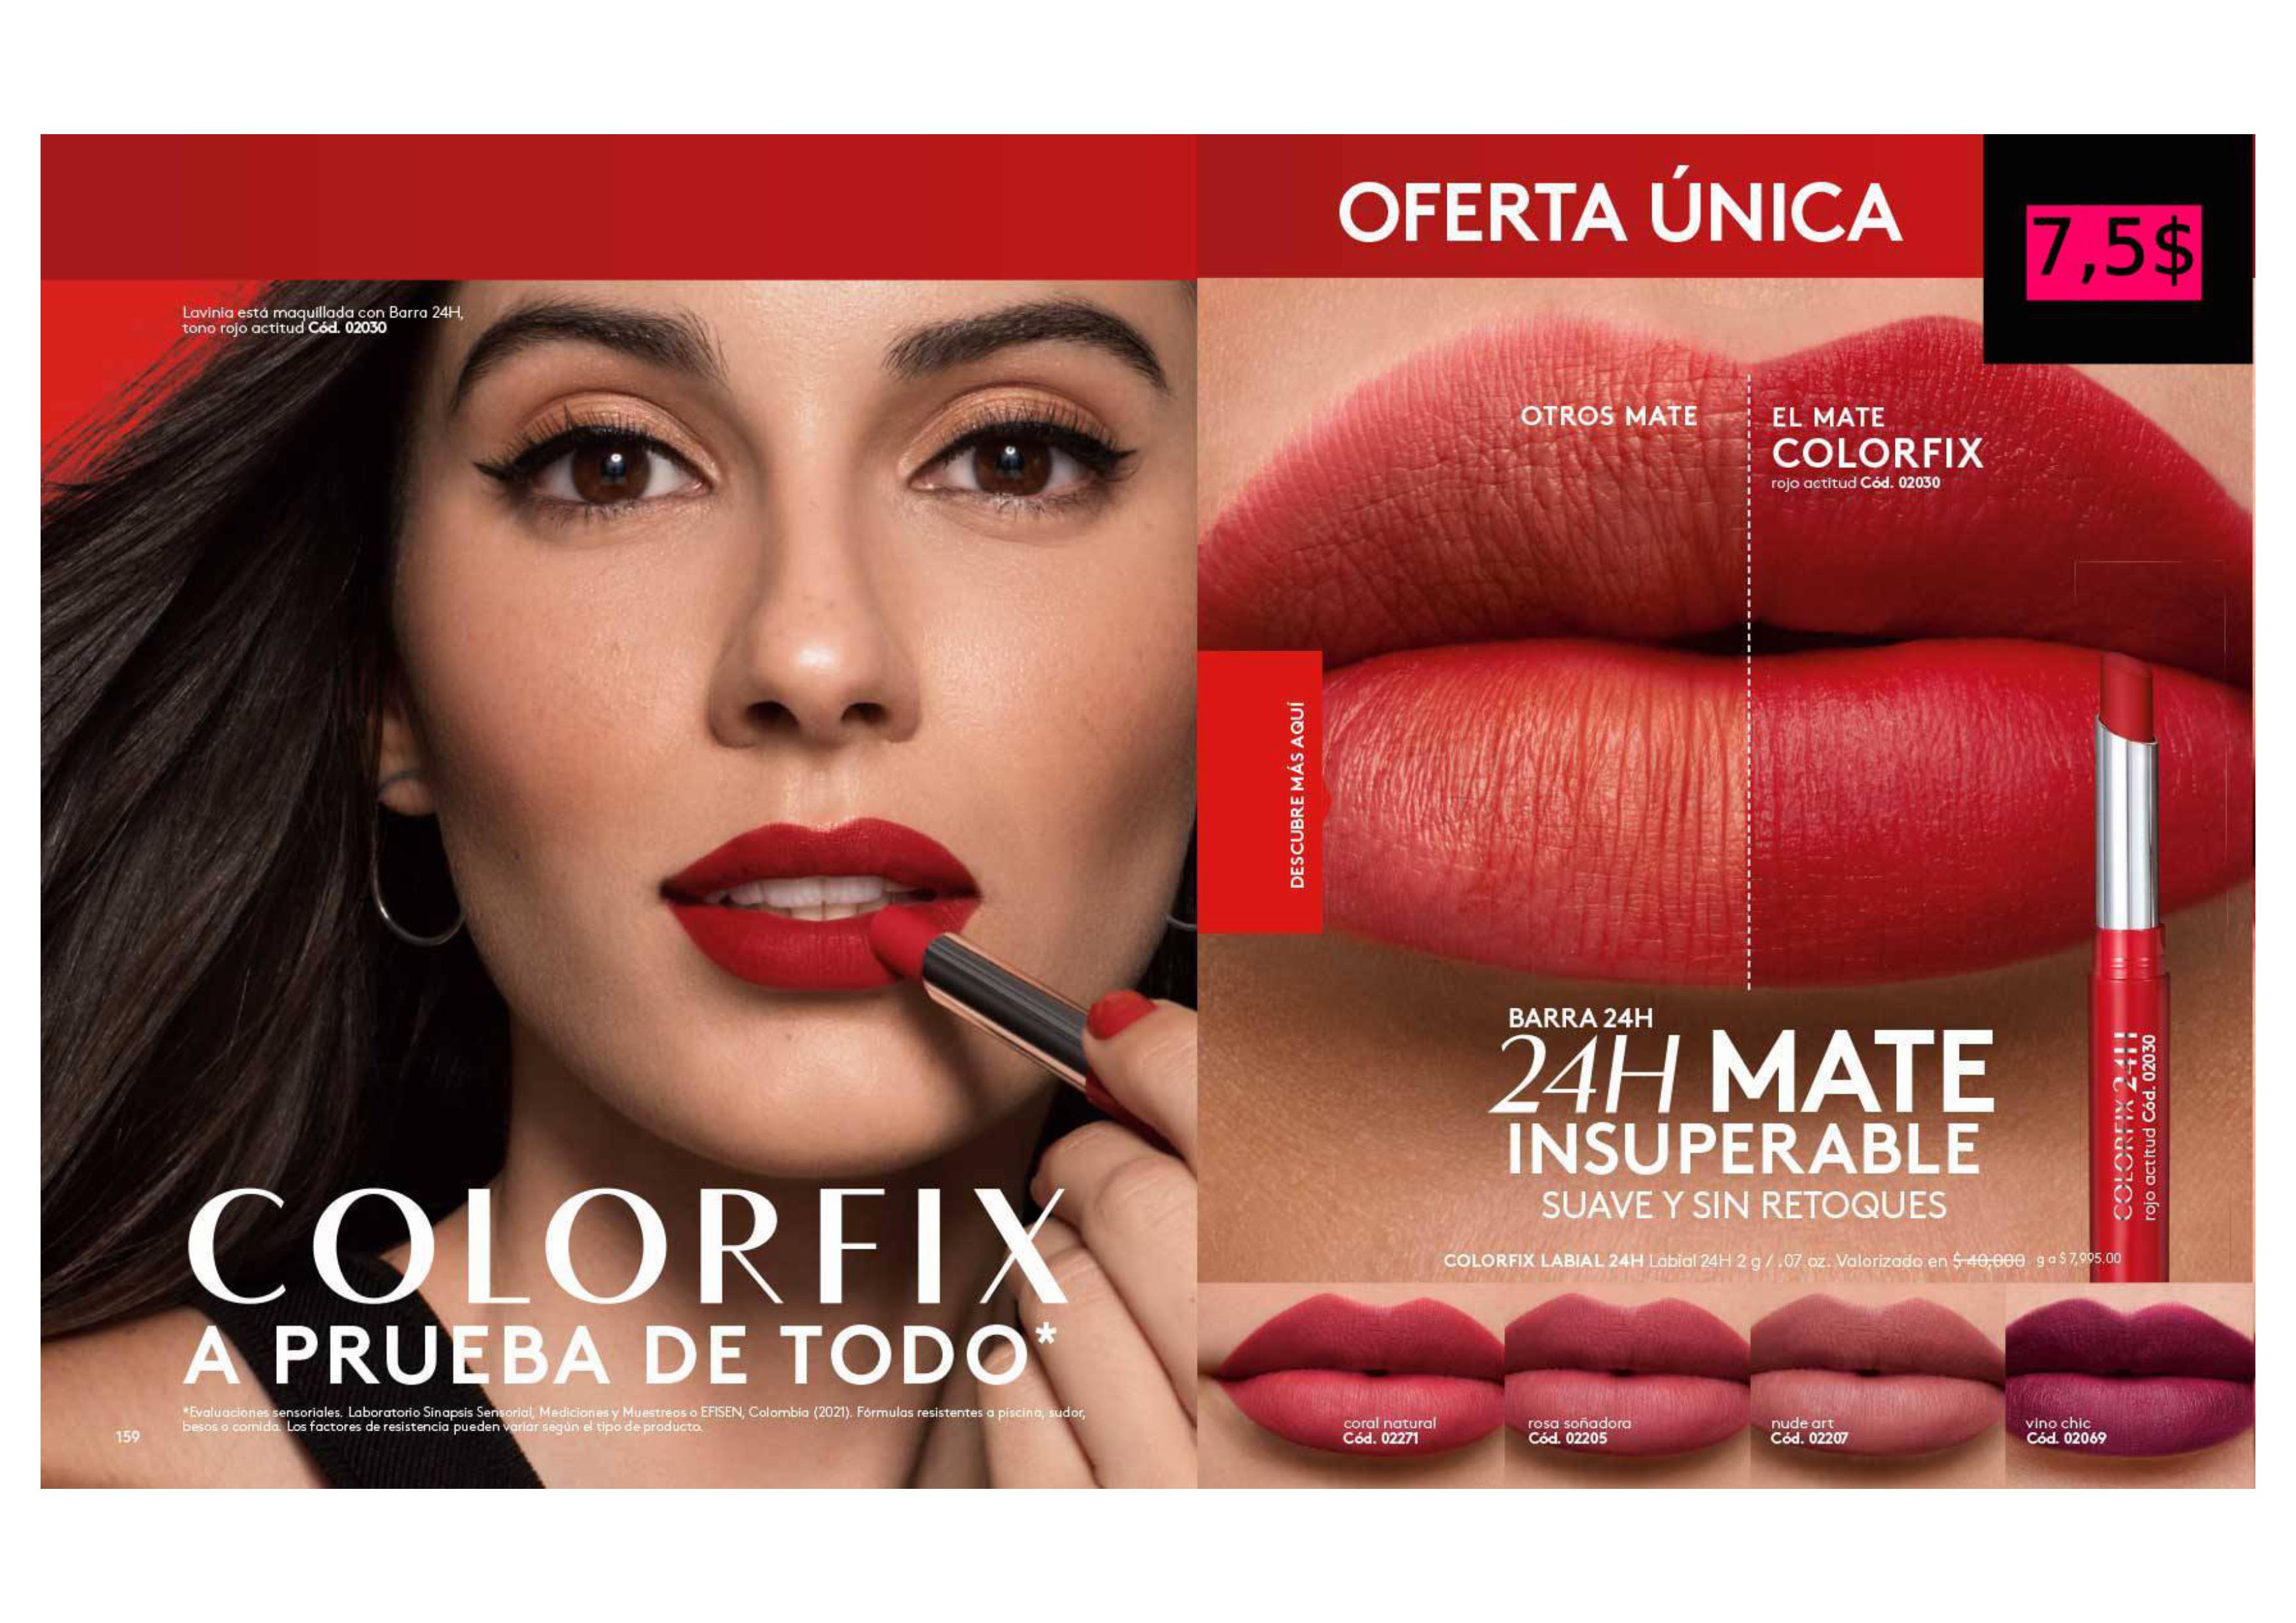 Lavinia está maquillada con Barra 24H,
tono rojo actitud Cód. 02030
COLORFIX
A PRUEBA DE TODO*
*Evaluaciones sensoriales. Laboratorio Sinapsis Sensorial, Mediciones y Muestreos o EFISEN, Colombia (2021). Fórmulas resistentes a piscina, sudor,
besos o comida. Los factores de resistencia pueden variar según el tipo de producto.
159
OFERTA ÚNICA
7,5$
OTROS MATE
EL MATE
COLORFIX
rojo actitud Cód. 02030
DESCUBRE MÁS AQUÍ
BARRA 24H
24H MATE
INSUPERABLE
SUAVE Y SIN RETOQUES
COLORFIX 24H
rojo actitud Cód. 02030
COLORFIX LABIAL 24H Labial 24H 2 g / .07 oz. Valorizado en $ 40,000 g a $ 7,995.00
coral natural
Cód. 02271
rosa soñadora
Cód. 02205
nude art
Cód. 02207
vino chic
Cód. 02069